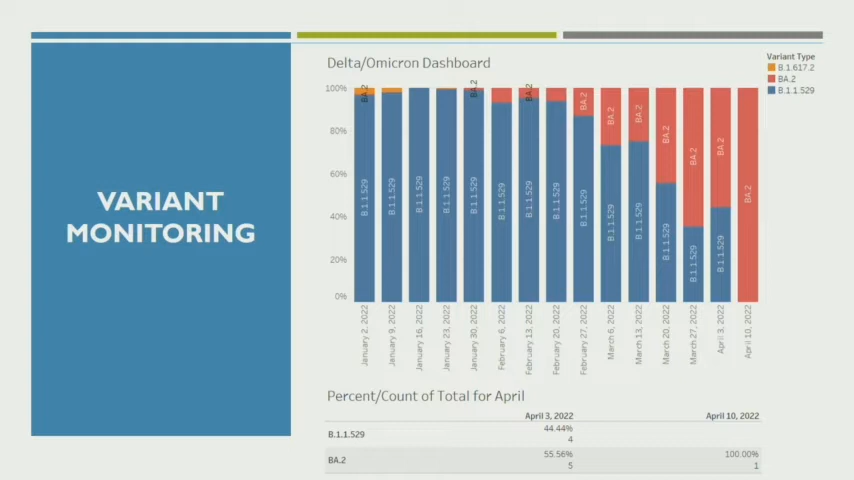 VARIANT
MONITORING
Delta/Omicron Dashboard
Variant Type
B.1.617.2
BA.2
B.1.1.529
100%
80%
60%
40%
20%
0%
BA.2
BA.2
BA.2
BA.2
BA.2
BA.2
BA.2
BA.2
BA.2
BA.2
B.1.1.529
B.1.1.529
B.1.1.529
B.1.1.529
B.1.1.529
B.1.1.529
B.1.1.529
B.1.1.529
B.1.1.529
B.1.1.529
B.1.1.529
B.1.1.529
B.1.1.529
B.1.1.529
January 2, 2022
January 9, 2022
January 16, 2022
January 23, 2022
January 30, 2022
February 6, 2022
February 13, 2022
February 20, 2022
February 27, 2022
March 6, 2022
March 13, 2022
March 20, 2022
March 27, 2022
April 3, 2022
April 10, 2022
Percent/Count of Total for April
April 3, 2022 April 10, 2022
B.1.1.529 44.44%
4
BA.2 55.56% 100.00%
5 1